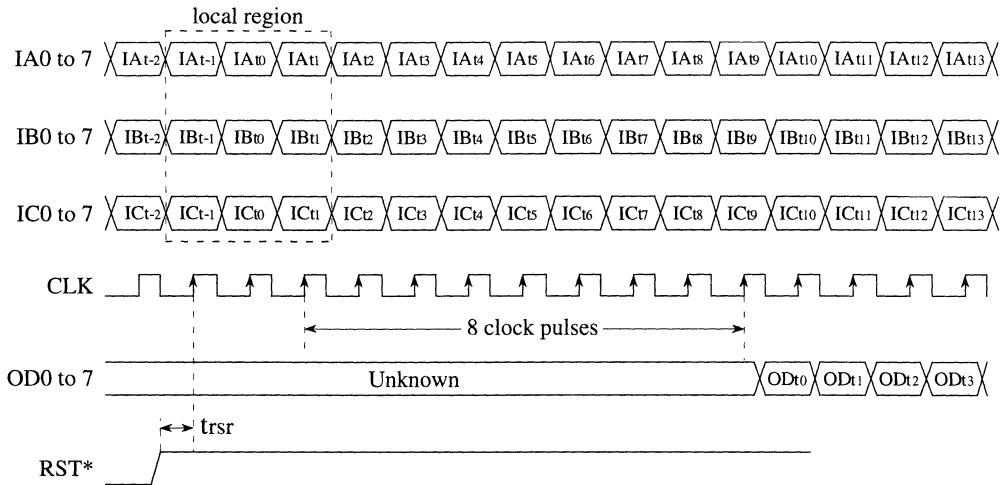 local region
IA0 to 7 IAt-2 IAt-1 IAt0 IAt1 IAt2 IAt3 IAt4 IAt5 IAt6 IAt7 IAt8 IAt9 IAt10 IAt11 IAt12 IAt13
IB0 to 7 IBt-2 IBt-1 IBt0 IBt1 IBt2 IBt3 IBt4 IBt5 IBt6 IBt7 IBt8 IBt9 IBt10 IBt11 IBt12 IBt13
IC0 to 7 ICt-2 ICt-1 ICt0 ICt1 ICt2 ICt3 ICt4 ICt5 ICt6 ICt7 ICt8 ICt9 ICt10 ICt11 ICt12 ICt13
CLK
8 clock pulses
OD0 to 7 Unknown ODt0 ODt1 ODt2 ODt3
trsr
RST*